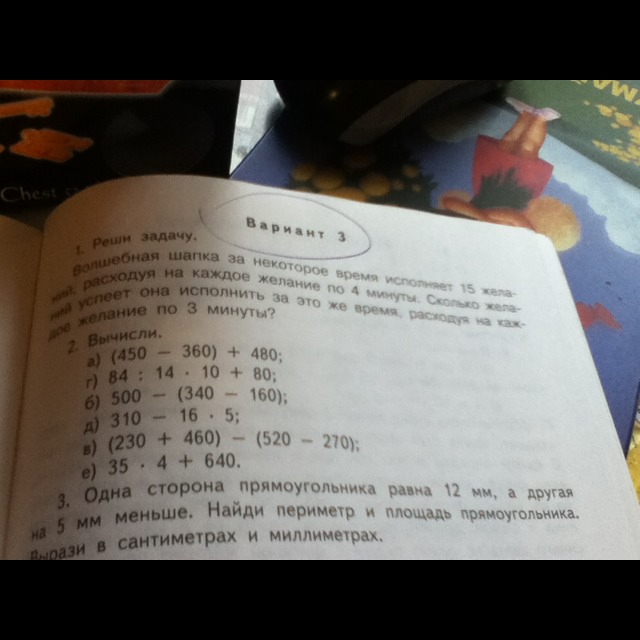 Chest
Вариант 3
1. Реши задачу.
Волшебная шапка за некоторое время исполняет 15 жела-
ний, расходуя на каждое желание по 4 минуты. Сколько жела-
ний успеет она исполнить за это же время, расходуя на каж-
дое желание по 3 минуты?
2. Вычисли.
а) (450 − 360) + 480;
г) 84 : 14 · 10 + 80;
б) 500 − (340 − 160);
д) 310 − 16 · 5;
в) (230 + 460) − (520 − 270);
е) 35 · 4 + 640.
3. Одна сторона прямоугольника равна 12 мм, а другая
на 5 мм меньше. Найди периметр и площадь прямоугольника.
Вырази в сантиметрах и миллиметрах.